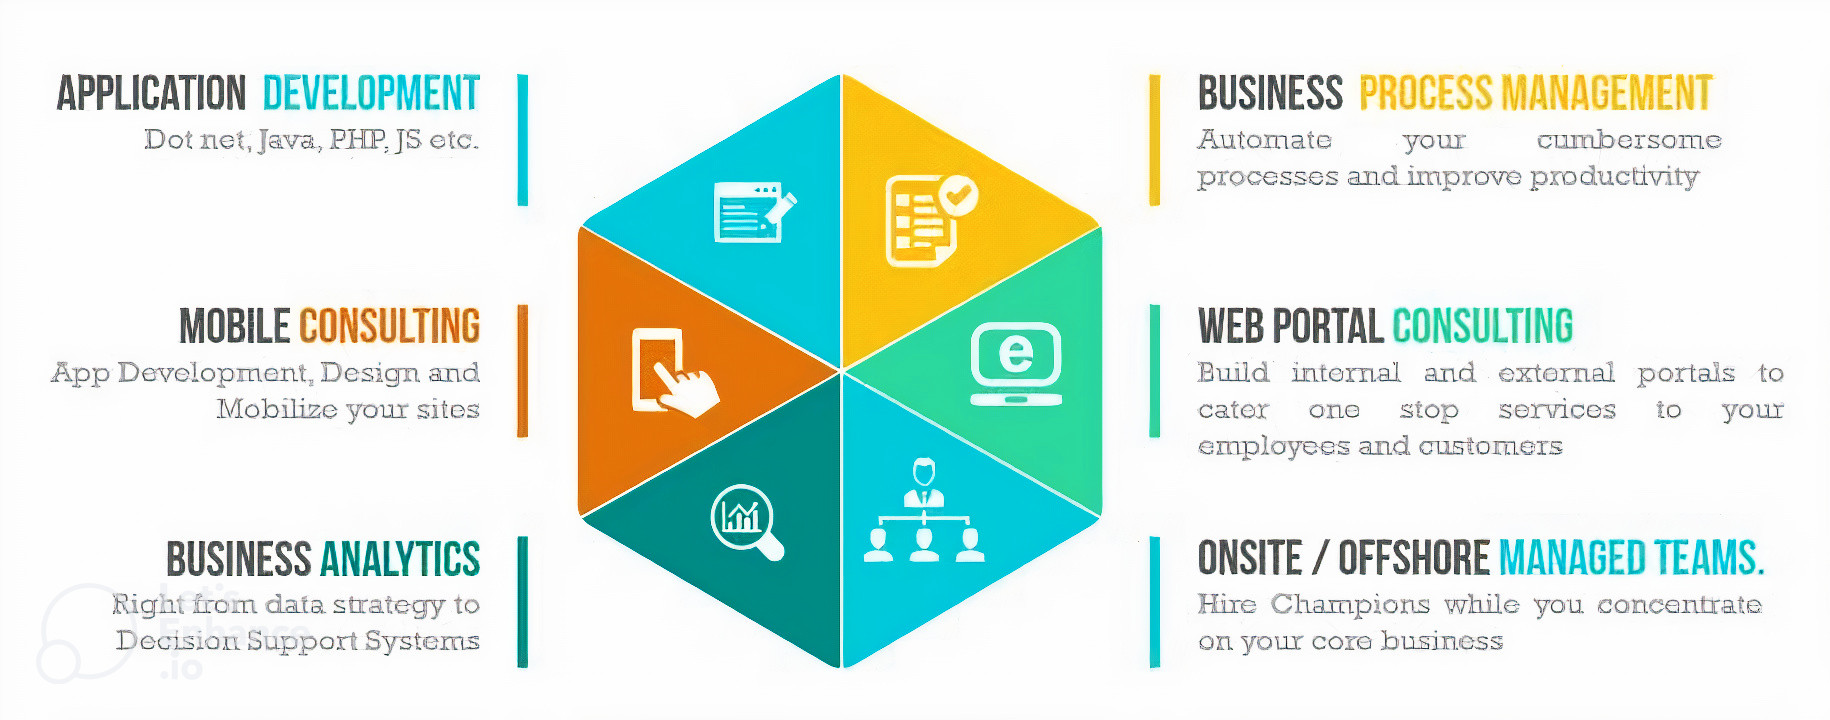 APPLICATION DEVELOPMENT
Dot net, Java, PHP, JS etc.
MOBILE CONSULTING
App Development, Design and
Mobilize your sites
BUSINESS ANALYTICS
Right from data strategy to
Decision Support Systems
Let's
Enhance
.io
e
BUSINESS PROCESS MANAGEMENT
Automate your cumbersome
processes and improve productivity
WEB PORTAL CONSULTING
Build internal and external portals to
cater one stop services to your
employees and customers
ONSITE / OFFSHORE MANAGED TEAMS.
Hire Champions while you concentrate
on your core business